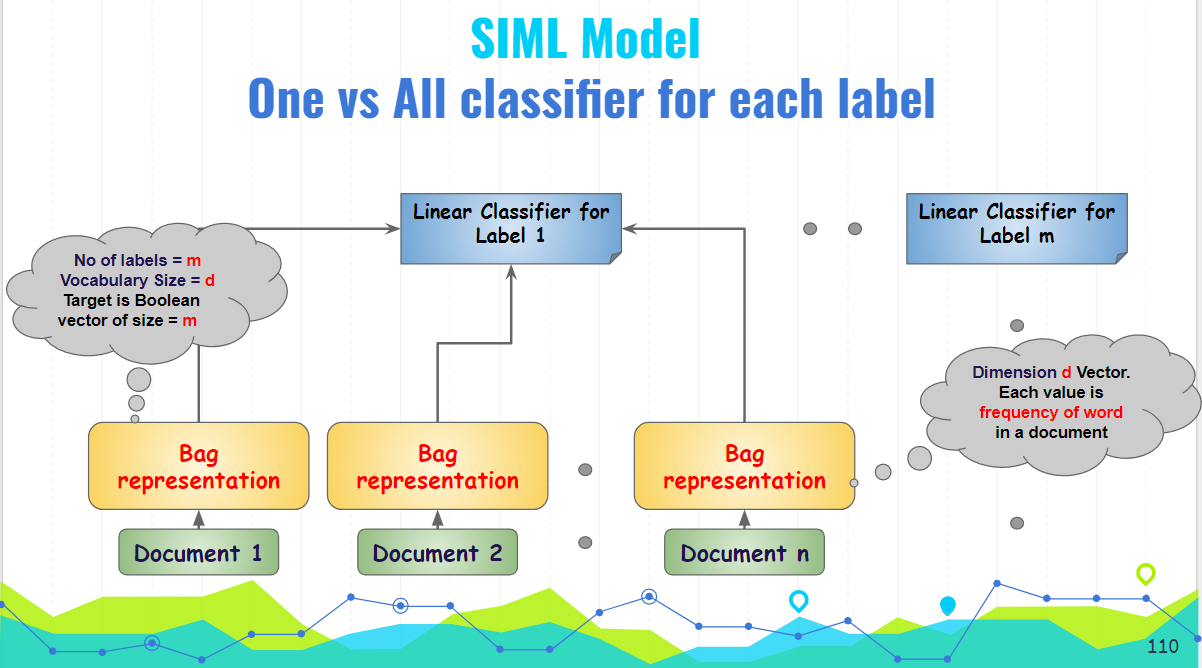 SIML Model
One vs All classifier for each label
Linear Classifier for
Label 1
Linear Classifier for
Label m
No of labels = m
Vocabulary Size = d
Target is Boolean
vector of size = m
Dimension d Vector.
Each value is
frequency of word
in a document
Bag
representation
Bag
representation
Bag
representation
Document 1
Document 2
Document n
110